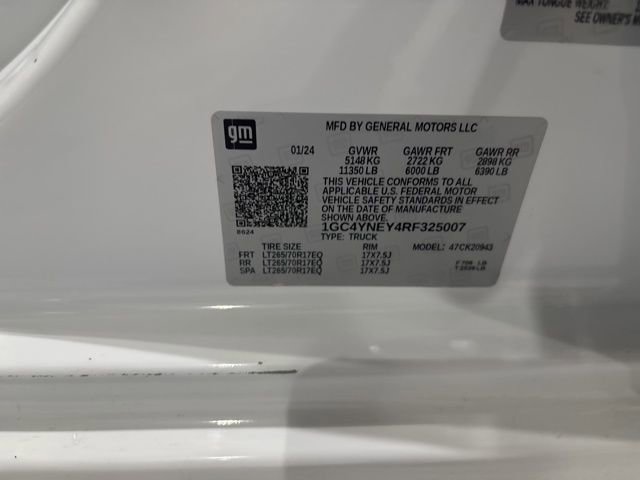 MAX TONGUE WEIGHT:
SEE OWNER'S
gm
MFD BY GENERAL MOTORS LLC
01/24 GVWR GAWR FRT GAWR RR
5148 KG 2722 KG 2898 KG
11350 LB 6000 LB 6390 LB
THIS VEHICLE CONFORMS TO ALL
APPLICABLE U.S. FEDERAL MOTOR
VEHICLE SAFETY STANDARDS IN
EFFECT ON THE DATE OF MANUFACTURE
SHOWN ABOVE.
1GC4YNEY4RF325007
8624
TYPE: TRUCK
TIRE SIZE RIM MODEL: 47CK20943
FRT LT265/70R17EQ 17X7.5J
RR LT265/70R17EQ 17X7.5J
SPA LT265/70R17EQ 17X7.5J